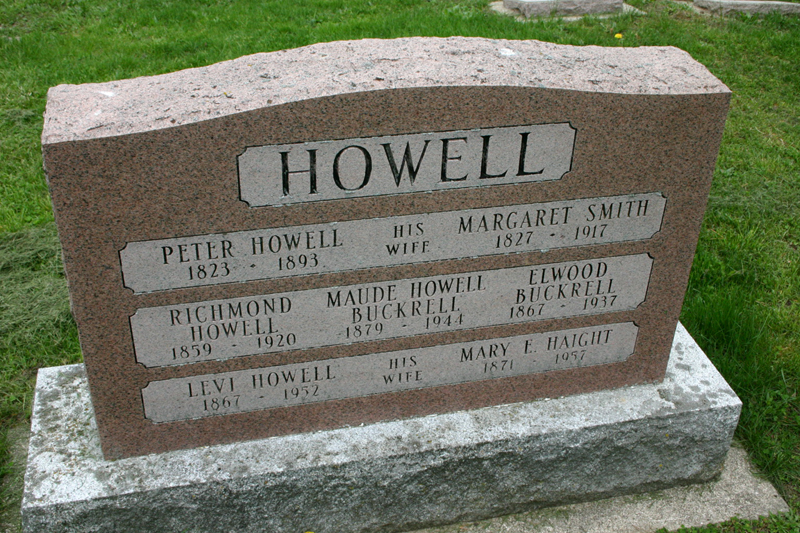 HOWELL
PETER HOWELL HIS MARGARET SMITH
1823 - 1893 WIFE 1827 - 1917
RICHMOND MAUDE HOWELL ELWOOD
HOWELL BUCKRELL BUCKRELL
1859 - 1920 1879 - 1944 1867 - 1937
LEVI HOWELL HIS MARY E. HAIGHT
1867 - 1952 WIFE 1871 - 1957